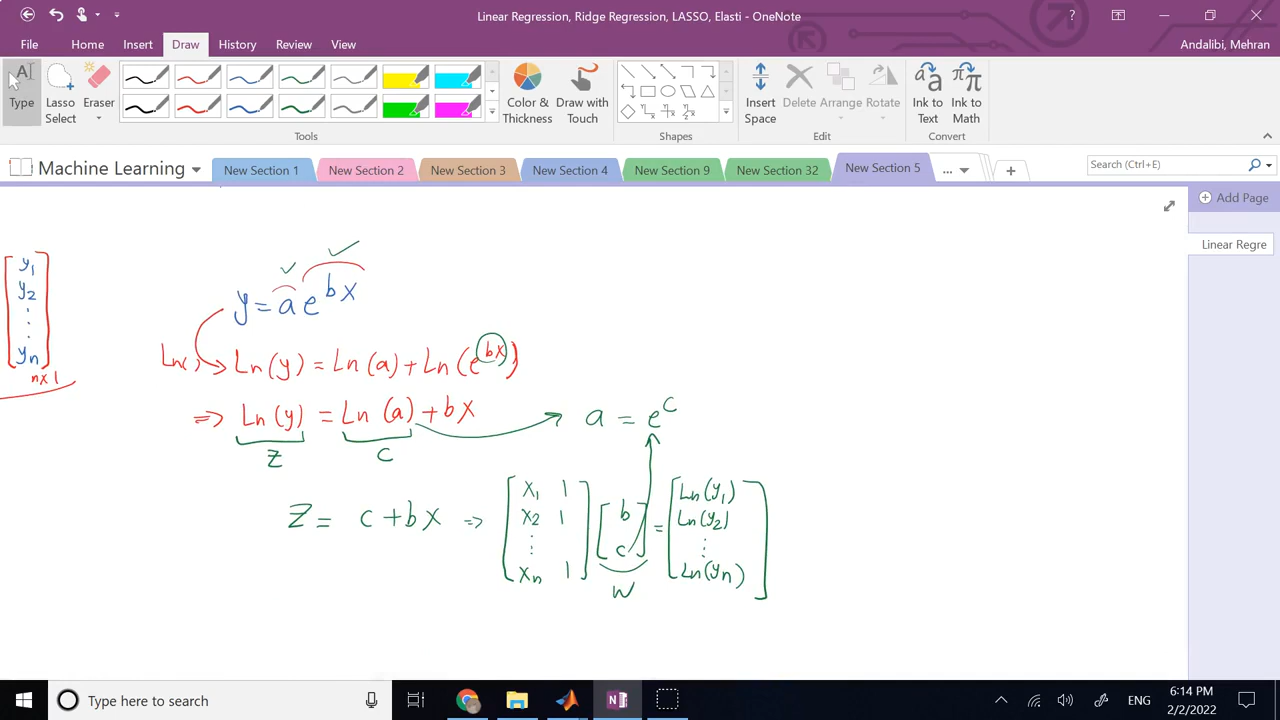 Linear Regression, Ridge Regression, LASSO, Elasti - OneNote
File Home Insert Draw History Review View
Andalibi, Mehran
Type Lasso Select Eraser
Color & Thickness Draw with Touch
Insert Space Delete Arrange Rotate
Ink to Text Ink to Math
Tools Shapes Edit Convert
Machine Learning New Section 1 New Section 2 New Section 3 New Section 4 New Section 9 New Section 32 New Section 5 ... Search (Ctrl+E)
Add Page
Linear Regre
y1
y2
⋮
yn
n×1
y = a e^bx
Ln( ) Ln(y) = Ln(a) + Ln(e^bx)
⇒ Ln(y) = Ln(a) + bx → a = e^c
Z C
Z = c + bx ⇒ [x1 1 x2 1 ⋮ xn 1] [b c] = [Ln(y1) Ln(y2) ⋮ Ln(yn)]
W
Type here to search
ENG
6:14 PM
2/2/2022